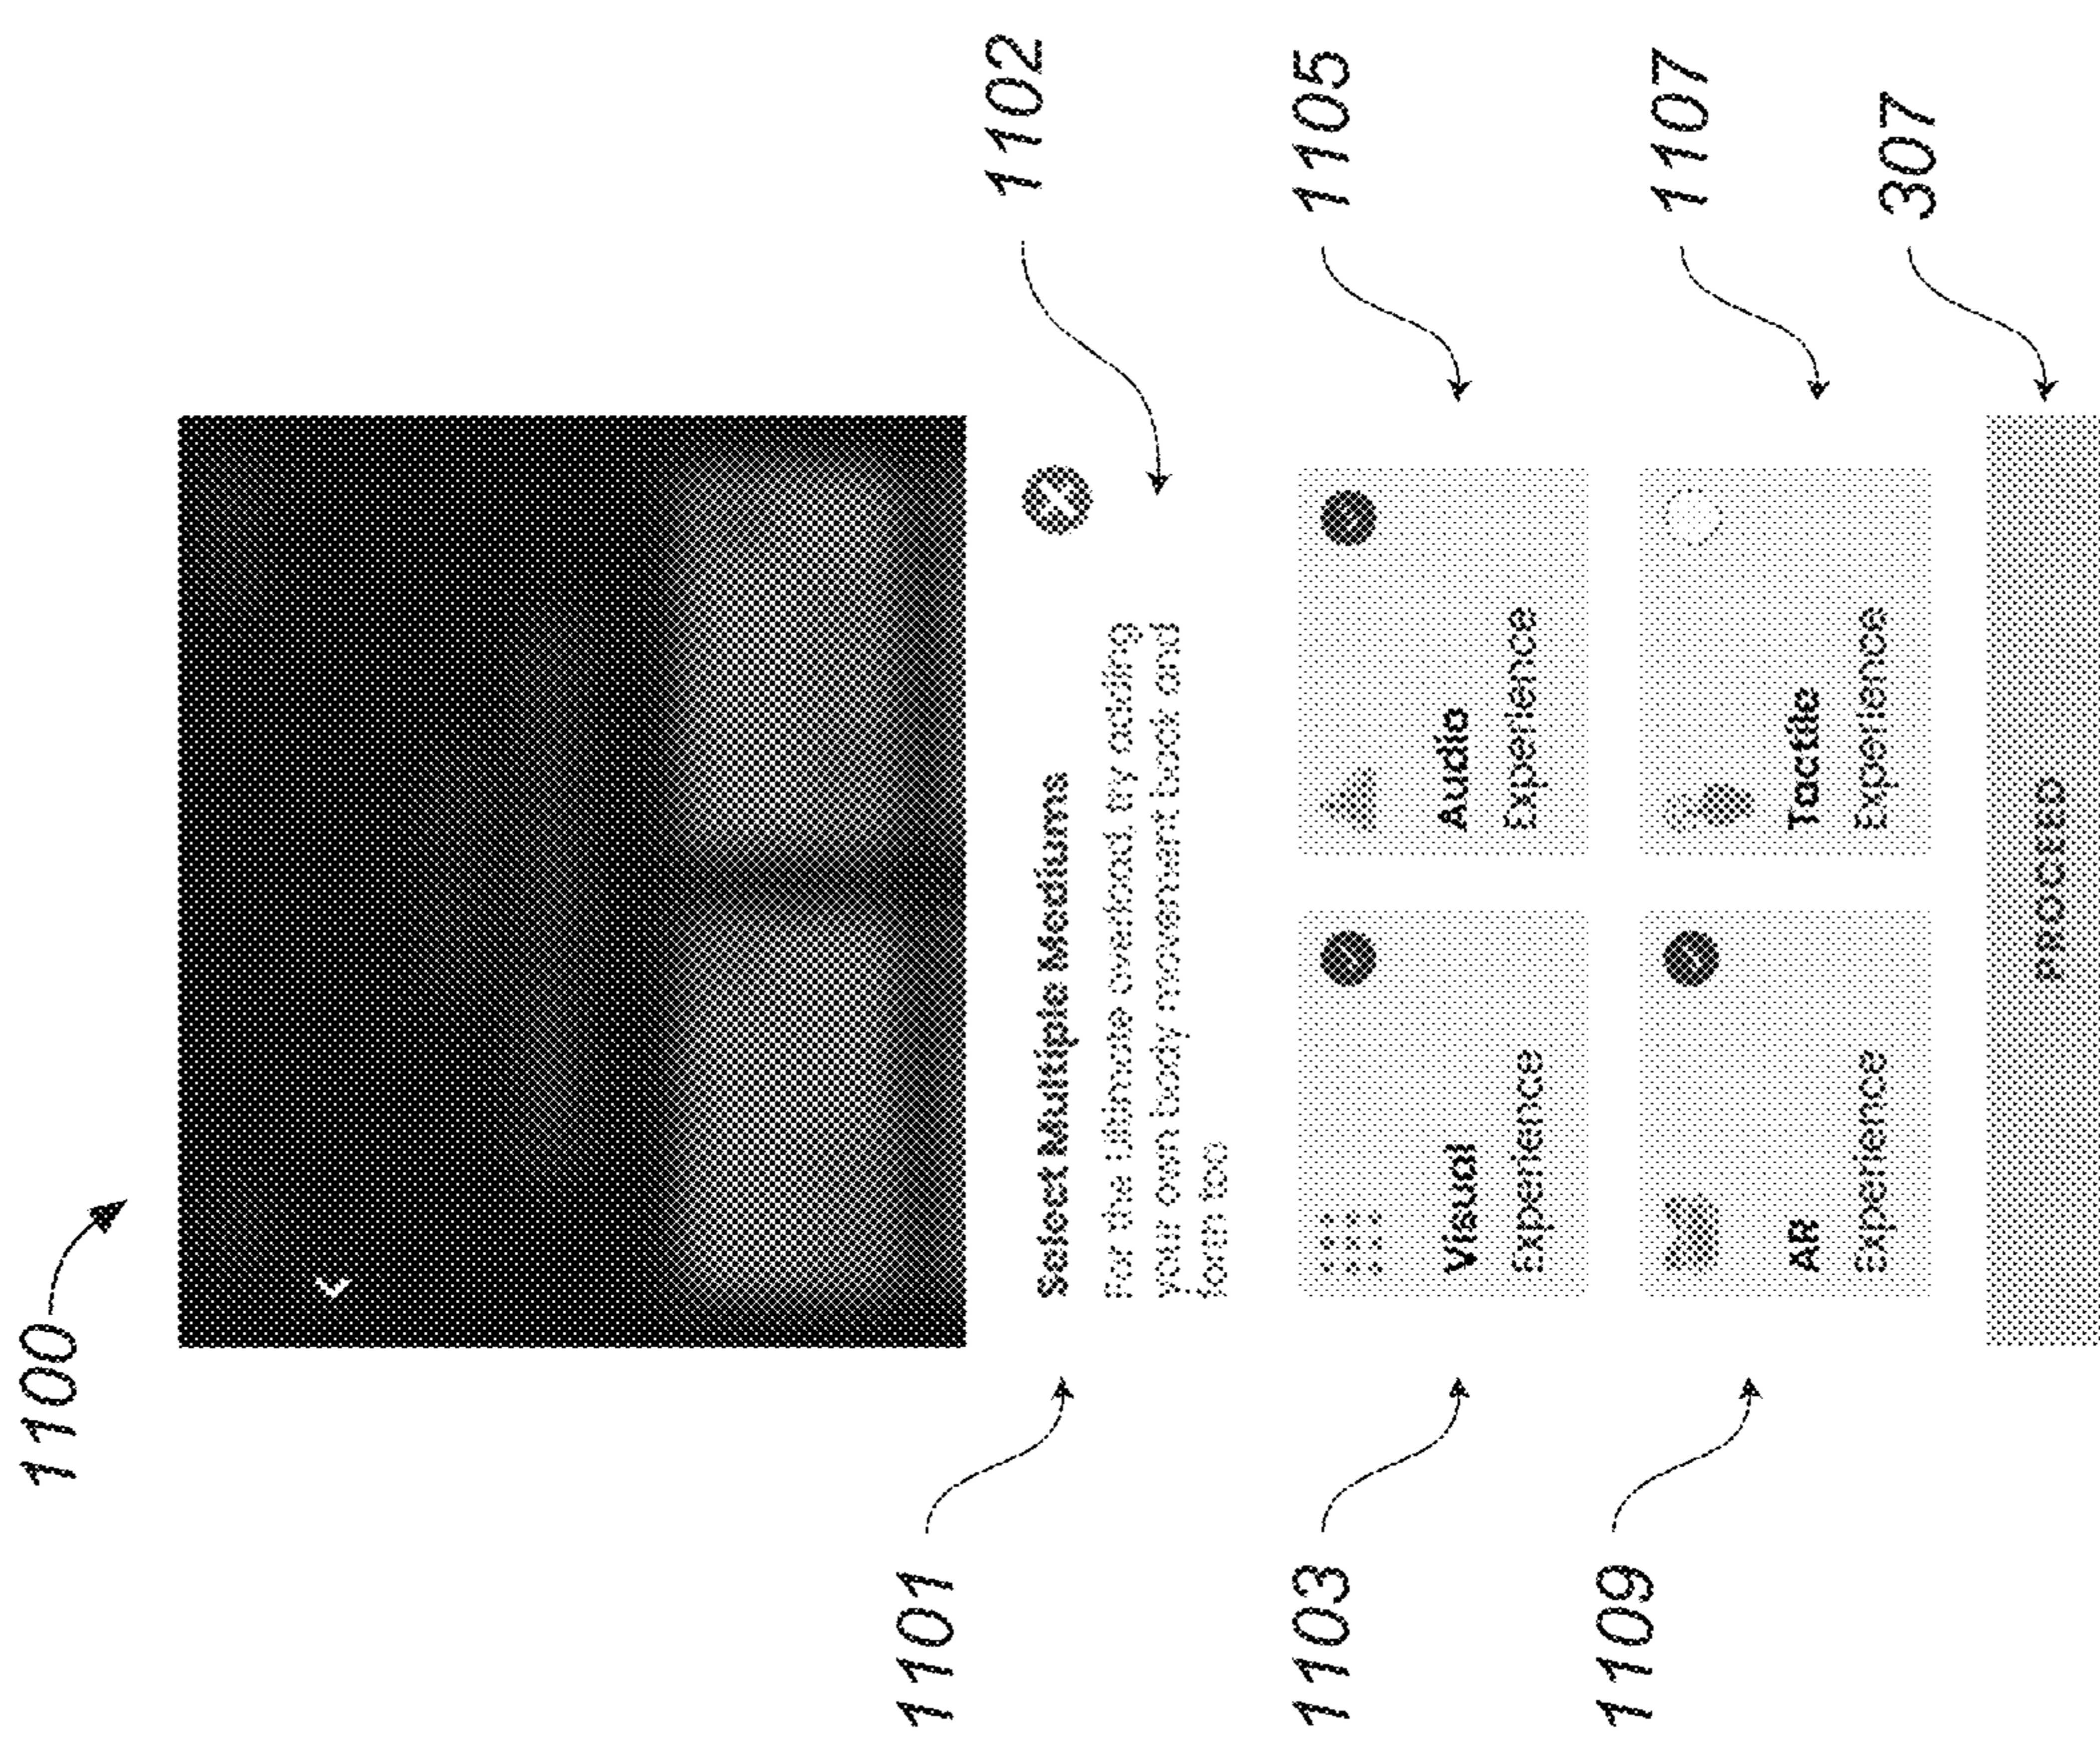 1100
1101
Select Multiple Mediums
1102
For the ultimate overload, try adding
your own body movement back and
form too
1103
Visual
Experience
1105
Audio
Experience
1109
AR
Experience
1107
Tactile
Experience
PROCEED
307